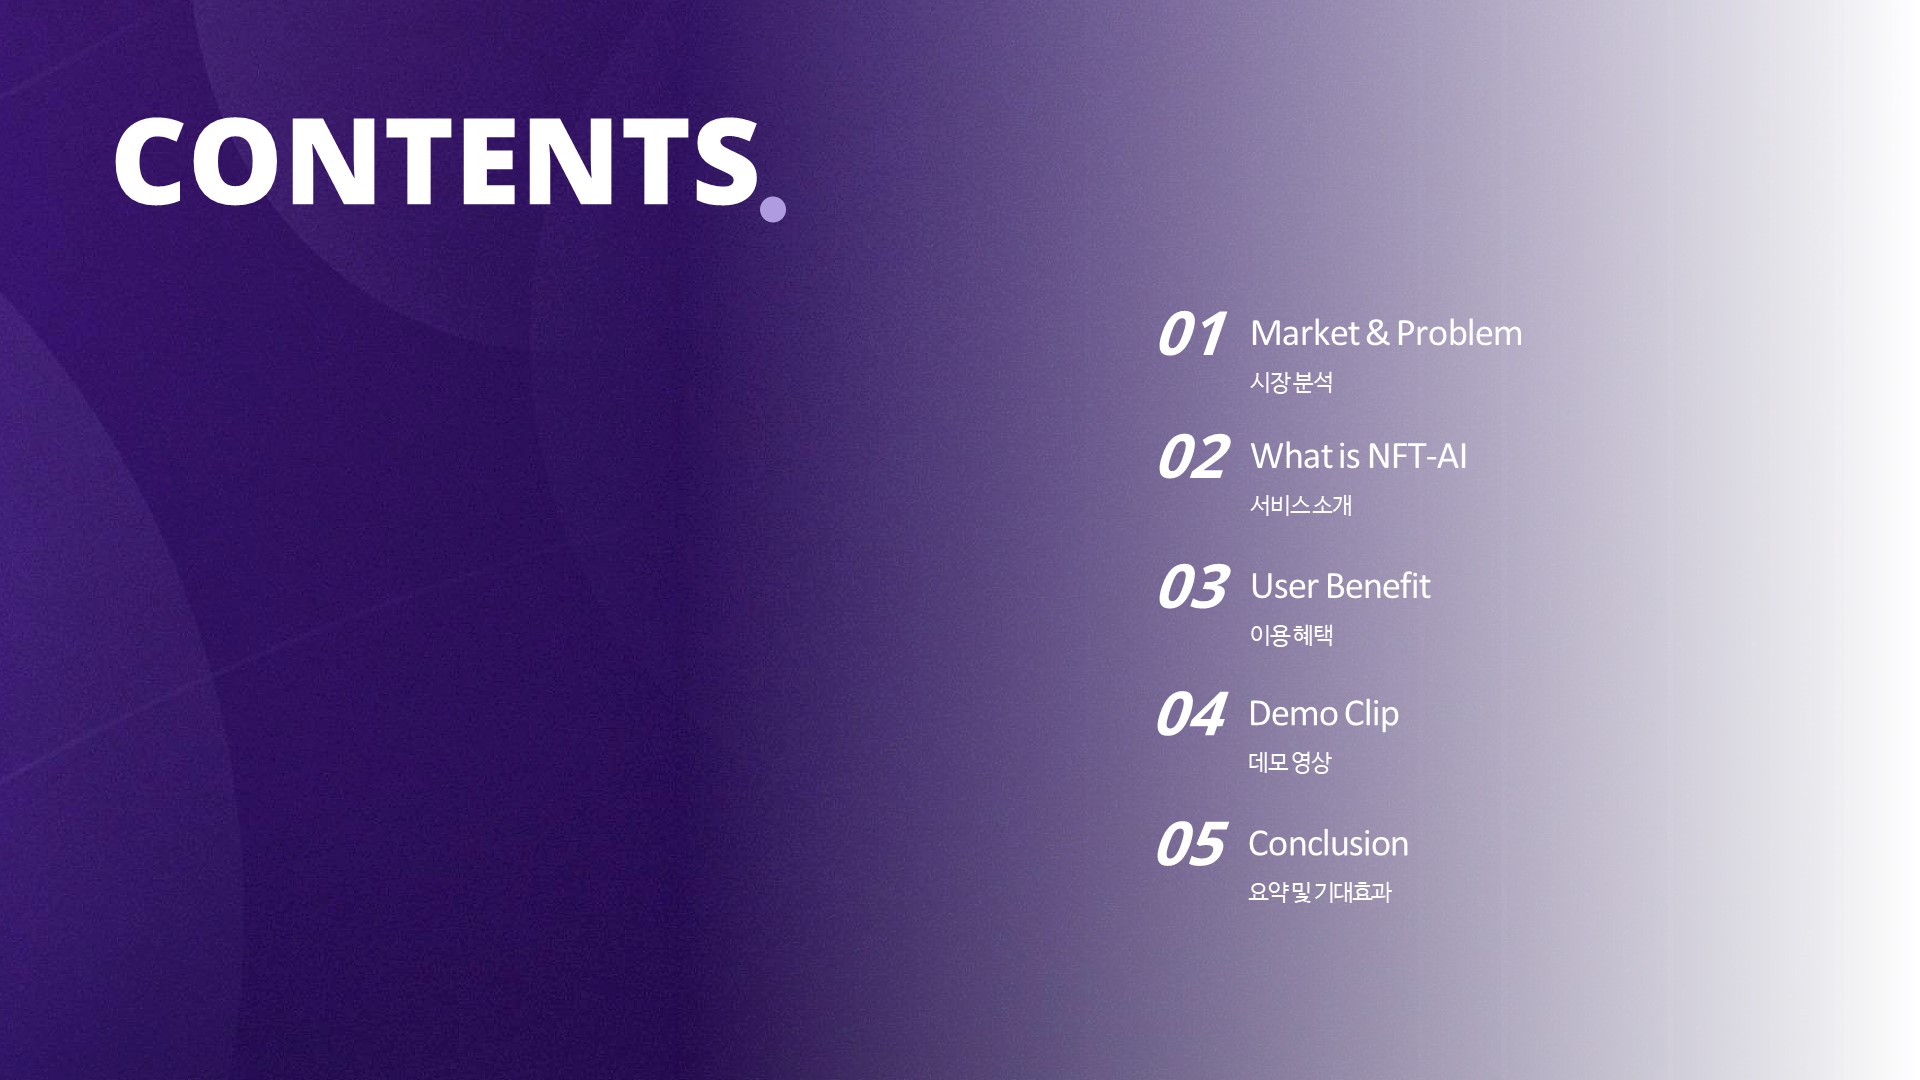 CONTENTS.
01 Market & Problem
시장 분석
02 What is NFT-AI
서비스 소개
03 User Benefit
이용 혜택
04 Demo Clip
데모 영상
05 Conclusion
요약 및 기대효과